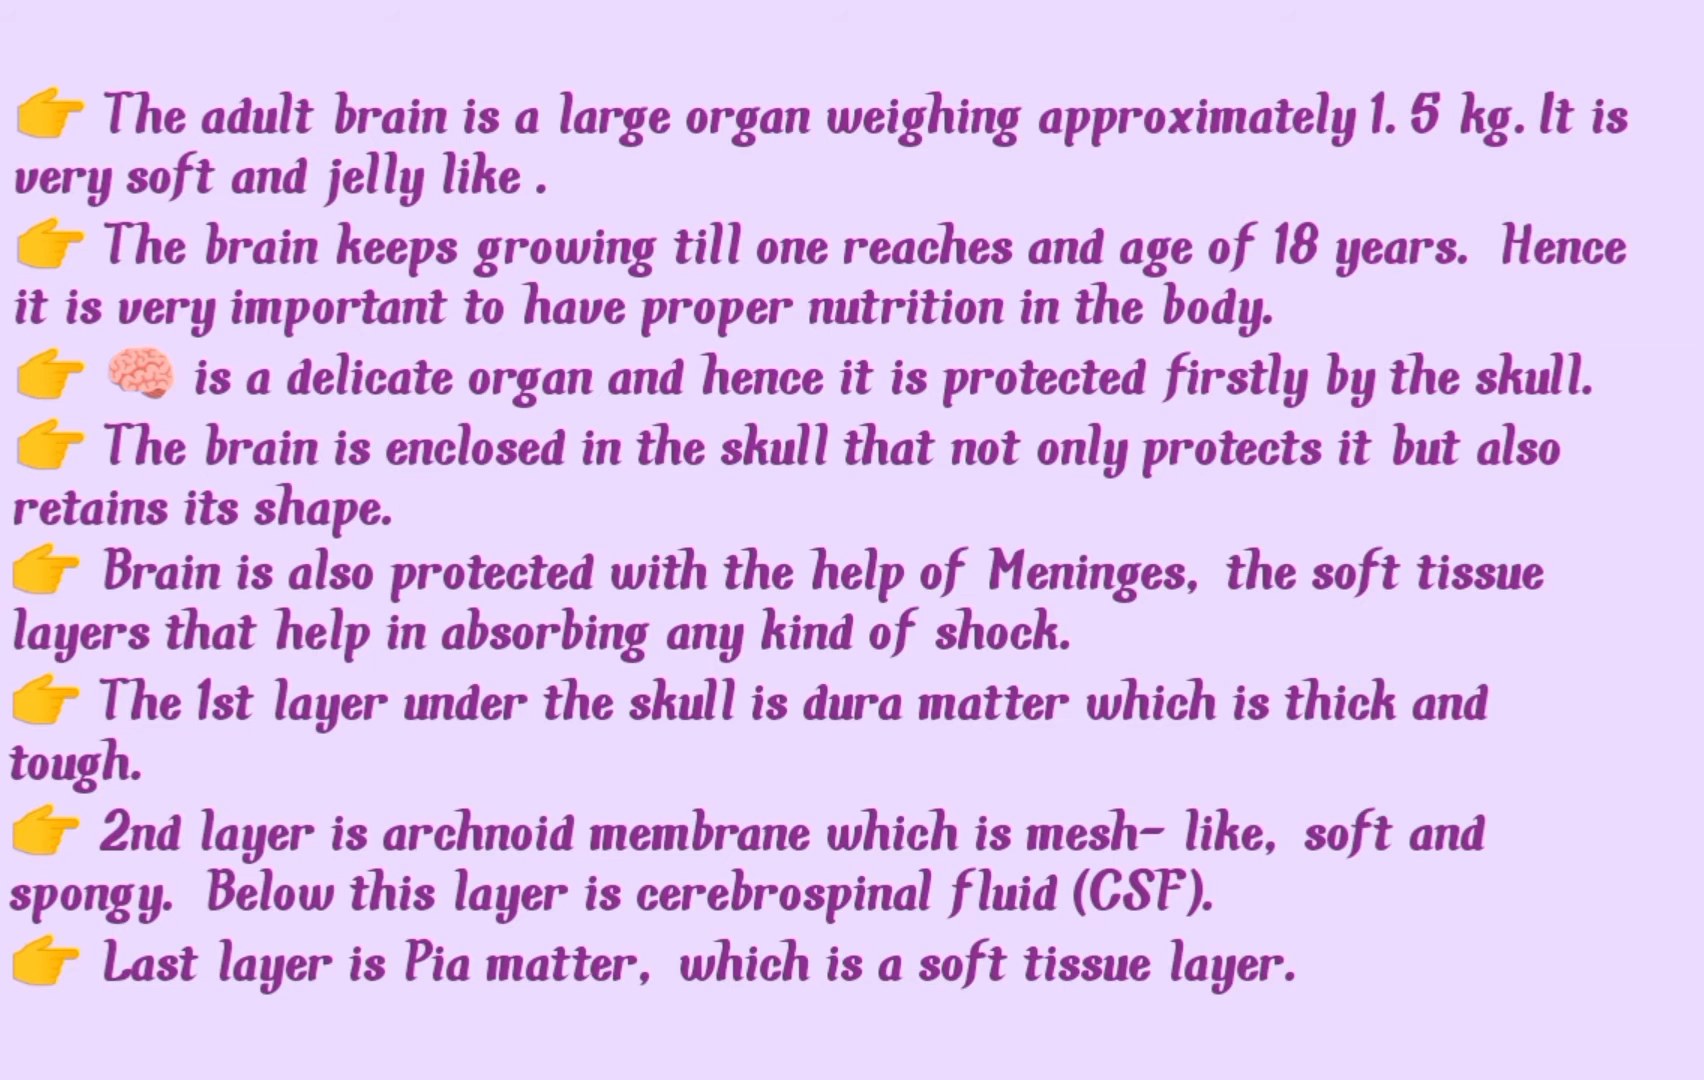 👉 The adult brain is a large organ weighing approximately 1. 5 kg. It is
very soft and jelly like .
👉 The brain keeps growing till one reaches and age of 18 years. Hence
it is very important to have proper nutrition in the body.
👉 🧠 is a delicate organ and hence it is protected firstly by the skull.
👉 The brain is enclosed in the skull that not only protects it but also
retains its shape.
👉 Brain is also protected with the help of Meninges, the soft tissue
layers that help in absorbing any kind of shock.
👉 The 1st layer under the skull is dura matter which is thick and
tough.
👉 2nd layer is archnoid membrane which is mesh- like, soft and
spongy. Below this layer is cerebrospinal fluid (CSF).
👉 Last layer is Pia matter, which is a soft tissue layer.